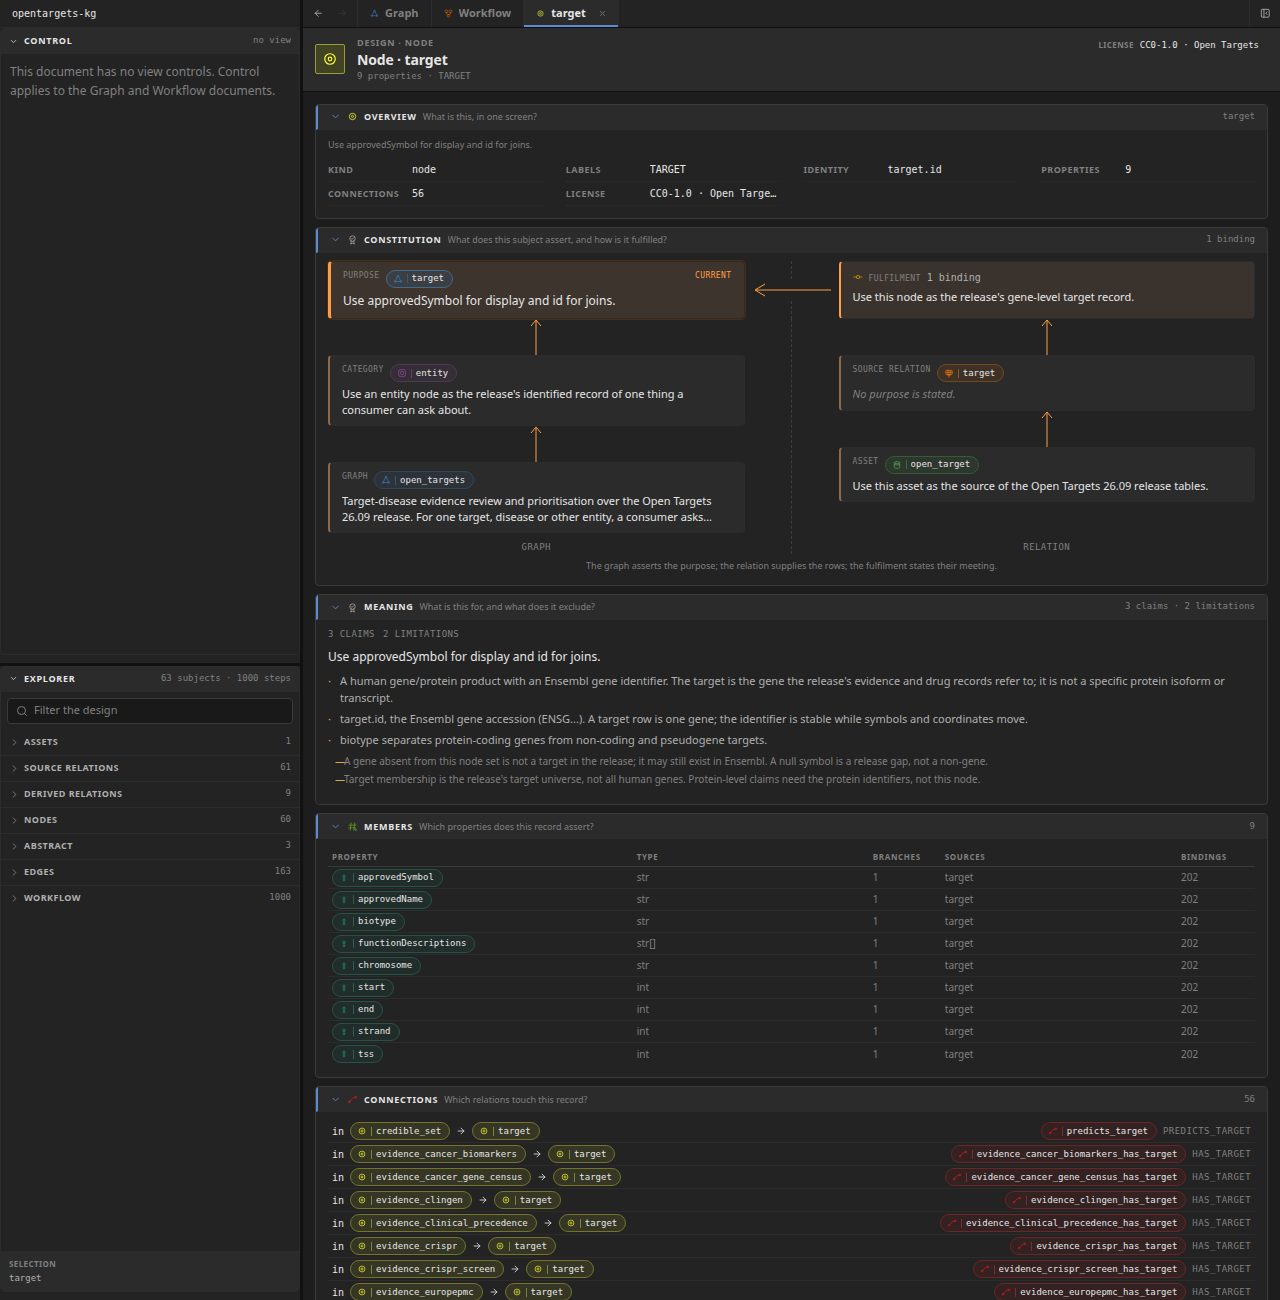 opentargets-kg
Graph
Workflow
target
CONTROL
no view
This document has no view controls. Control
applies to the Graph and Workflow documents.
DESIGN · NODE
Node · target
9 properties · TARGET
LICENSE CC0-1.0 · Open Targets
OVERVIEW What is this, in one screen?
target
Use approvedSymbol for display and id for joins.
KIND node
LABELS TARGET
IDENTITY target.id
PROPERTIES 9
CONNECTIONS 56
LICENSE CC0-1.0 · Open Targe…
CONSTITUTION What does this subject assert, and how is it fulfilled?
1 binding
PURPOSE target
CURRENT
Use approvedSymbol for display and id for joins.
FULFILMENT 1 binding
Use this node as the release's gene-level target record.
CATEGORY entity
Use an entity node as the release's identified record of one thing a
consumer can ask about.
SOURCE RELATION target
No purpose is stated.
GRAPH open_targets
Target-disease evidence review and prioritisation over the Open Targets
26.09 release. For one target, disease or other entity, a consumer asks…
ASSET open_target
Use this asset as the source of the Open Targets 26.09 release tables.
GRAPH
RELATION
The graph asserts the purpose; the relation supplies the rows; the fulfilment states their meeting.
MEANING What is this for, and what does it exclude?
3 claims · 2 limitations
3 CLAIMS 2 LIMITATIONS
Use approvedSymbol for display and id for joins.
· A human gene/protein product with an Ensembl gene identifier. The target is the gene the release's evidence and drug records refer to; it is not a specific protein isoform or
transcript.
· target.id, the Ensembl gene accession (ENSG…). A target row is one gene; the identifier is stable while symbols and coordinates move.
· biotype separates protein-coding genes from non-coding and pseudogene targets.
—A gene absent from this node set is not a target in the release; it may still exist in Ensembl. A null symbol is a release gap, not a non-gene.
—Target membership is the release's target universe, not all human genes. Protein-level claims need the protein identifiers, not this node.
EXPLORER
63 subjects · 1000 steps
Filter the design
ASSETS 1
SOURCE RELATIONS 61
DERIVED RELATIONS 9
NODES 60
ABSTRACT 3
EDGES 163
WORKFLOW 1000
MEMBERS Which properties does this record assert?
9
PROPERTY TYPE BRANCHES SOURCES BINDINGS
approvedSymbol str 1 target 202
approvedName str 1 target 202
biotype str 1 target 202
functionDescriptions str[] 1 target 202
chromosome str 1 target 202
start int 1 target 202
end int 1 target 202
strand int 1 target 202
tss int 1 target 202
CONNECTIONS Which relations touch this record?
56
in credible_set → target predicts_target PREDICTS_TARGET
in evidence_cancer_biomarkers → target evidence_cancer_biomarkers_has_target HAS_TARGET
in evidence_cancer_gene_census → target evidence_cancer_gene_census_has_target HAS_TARGET
in evidence_clingen → target evidence_clingen_has_target HAS_TARGET
in evidence_clinical_precedence → target evidence_clinical_precedence_has_target HAS_TARGET
in evidence_crispr → target evidence_crispr_has_target HAS_TARGET
in evidence_crispr_screen → target evidence_crispr_screen_has_target HAS_TARGET
in evidence_europepmc → target evidence_europepmc_has_target HAS_TARGET
SELECTION
target